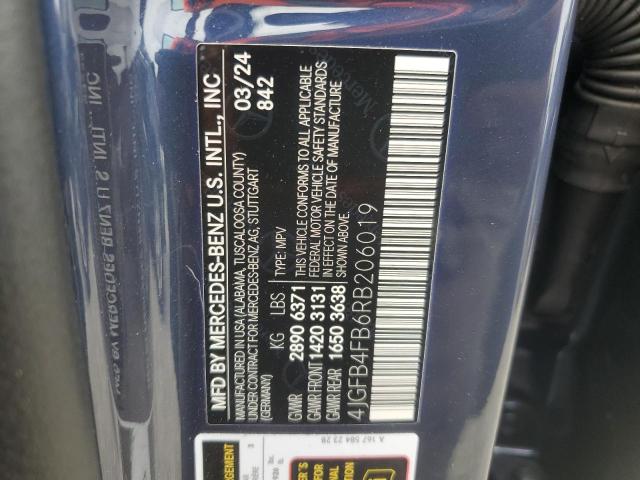 MFD BY MERCEDES-BENZ U.S. INTL., INC
03/24
842
MANUFACTURED IN USA (ALABAMA, TUSCALOOSA COUNTY)
UNDER CONTRACT FOR MERCEDES-BENZ AG, STUTTGART
(GERMANY)
KG LBS TYPE: MPV
GVWR 2890 6371
GAWR FRONT 1420 3131
GAWR REAR 1650 3638
THIS VEHICLE CONFORMS TO ALL APPLICABLE
FEDERAL MOTOR VEHICLE SAFETY STANDARDS
IN EFFECT ON THE DATE OF MANUFACTURE
SHOWN ABOVE.
4JGFB4FB6RB206019
A 167 584 22 28